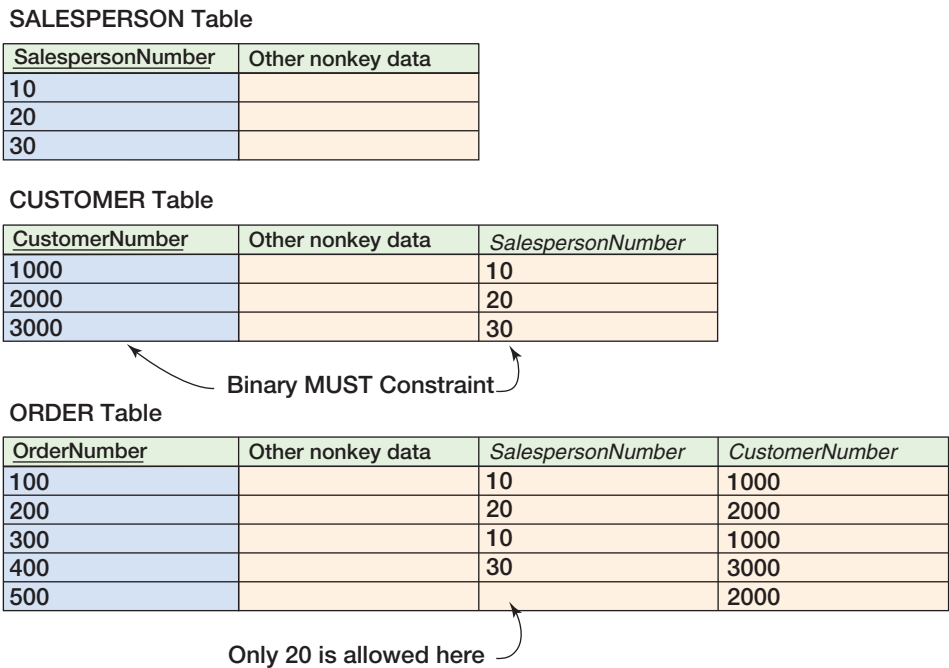 SALESPERSON Table
SalespersonNumber Other nonkey data
10
20
30
CUSTOMER Table
CustomerNumber Other nonkey data SalespersonNumber
1000 10
2000 20
3000 30
Binary MUST Constraint
ORDER Table
OrderNumber Other nonkey data SalespersonNumber CustomerNumber
100 10 1000
200 20 2000
300 10 1000
400 30 3000
500 2000
Only 20 is allowed here